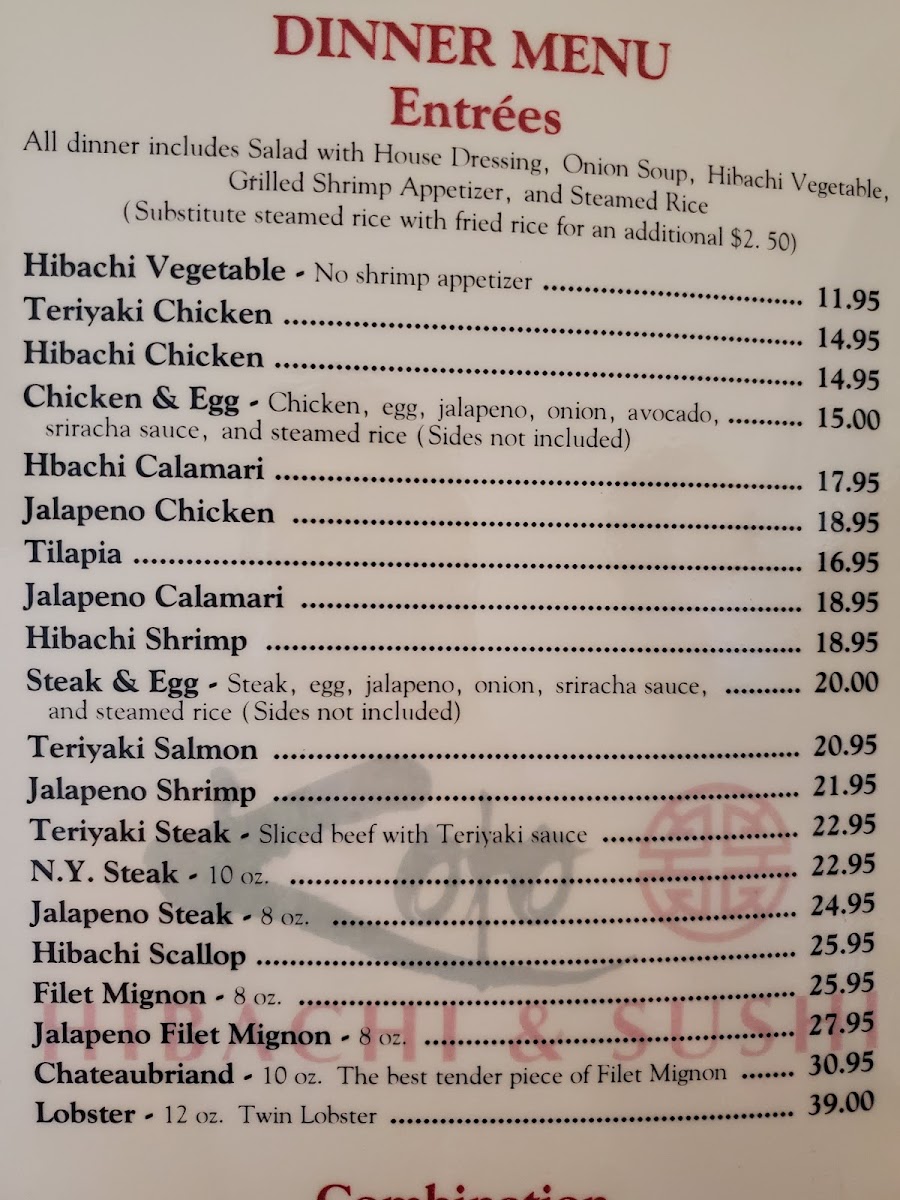 DINNER MENU
Entrées
All dinner includes Salad with House Dressing, Onion Soup, Hibachi Vegetable,
Grilled Shrimp Appetizer, and Steamed Rice
(Substitute steamed rice with fried rice for an additional $2. 50)
Hibachi Vegetable - No shrimp appetizer ........ 11.95
Teriyaki Chicken ........ 14.95
Hibachi Chicken ........ 14.95
Chicken & Egg - Chicken, egg, jalapeno, onion, avocado, .......... 15.00
sriracha sauce, and steamed rice (Sides not included)
Hbachi Calamari ........ 17.95
Jalapeno Chicken ........ 18.95
Tilapia ........ 16.95
Jalapeno Calamari ........ 18.95
Hibachi Shrimp ........ 18.95
Steak & Egg - Steak, egg, jalapeno, onion, sriracha sauce, .......... 20.00
and steamed rice (Sides not included)
Teriyaki Salmon ........ 20.95
Jalapeno Shrimp ........ 21.95
Teriyaki Steak - Sliced beef with Teriyaki sauce ........ 22.95
N.Y. Steak - 10 oz. ........ 22.95
Jalapeno Steak - 8 oz. ........ 24.95
Hibachi Scallop ........ 25.95
Filet Mignon - 8 oz. ........ 25.95
Jalapeno Filet Mignon - 8 oz. ........ 27.95
Chateaubriand - 10 oz. The best tender piece of Filet Mignon ....... 30.95
Lobster - 12 oz. Twin Lobster ........ 39.00
HIBACHI & SUSHI
Combination